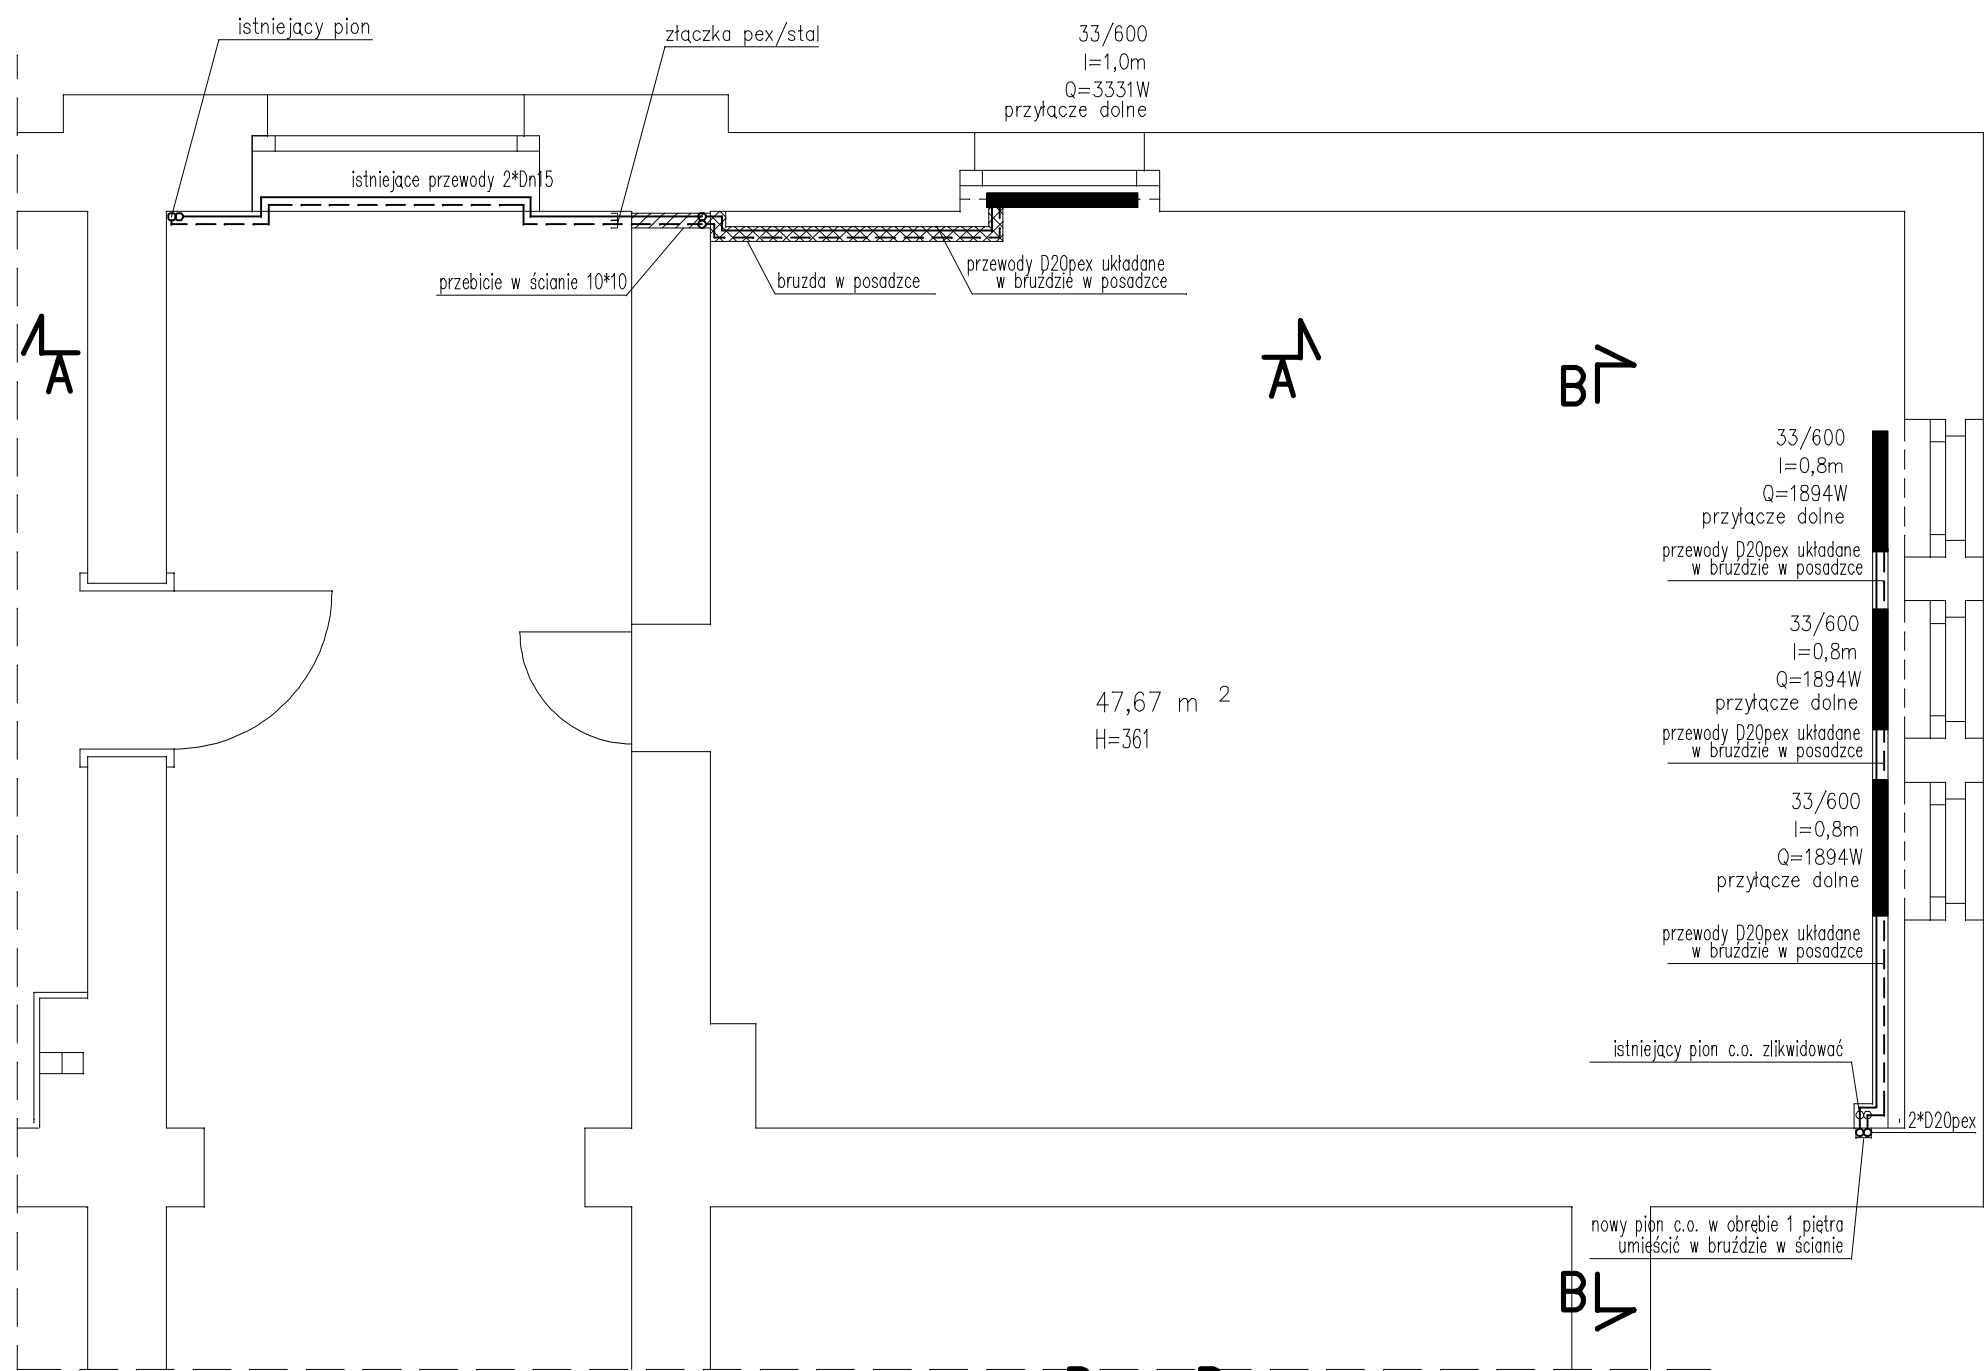 istniejący pion
złączka pex/stal
33/600
l=1,0m
Q=3331W
przyłącze dolne
istniejące przewody 2*Dn15
przebicie w ścianie 10*10
bruzda w posadzce
przewody D20pex układane
w bruździe w posadzce
A
A
B
33/600
l=0,8m
Q=1894W
przyłącze dolne
przewody D20pex układane
w bruździe w posadzce
33/600
l=0,8m
Q=1894W
przyłącze dolne
47,67 m 2
H=361
przewody D20pex układane
w bruździe w posadzce
33/600
l=0,8m
Q=1894W
przyłącze dolne
przewody D20pex układane
w bruździe w posadzce
istniejący pion c.o. zlikwidować
2*D20pex
nowy pion c.o. w obrębie 1 piętra
umieścić w bruździe w ścianie
B